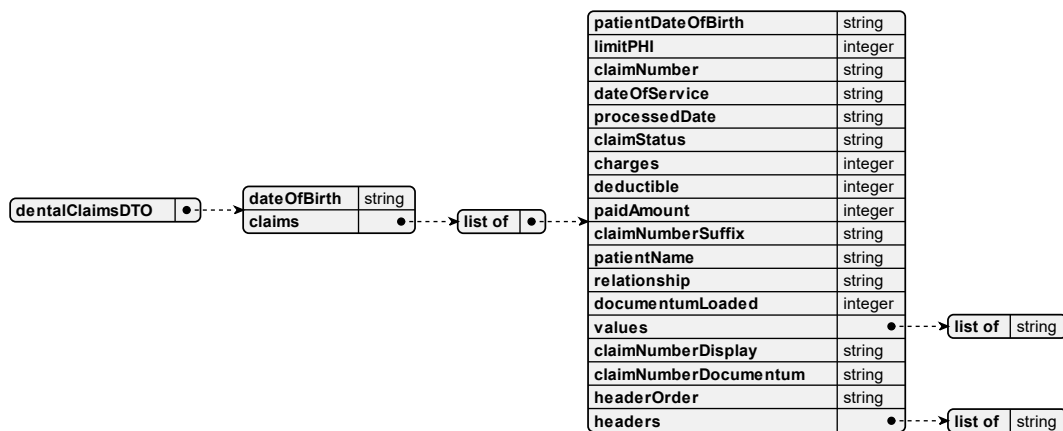 patientDateOfBirth string
limitPHI integer
claimNumber string
dateOfService string
processedDate string
claimStatus string
charges integer
deductible integer
paidAmount integer
claimNumberSuffix string
patientName string
relationship string
documentumLoaded integer
values
claimNumberDisplay string
claimNumberDocumentum string
headerOrder string
headers
dentalClaimsDTO
dateOfBirth string
claims
list of
list of string
list of string